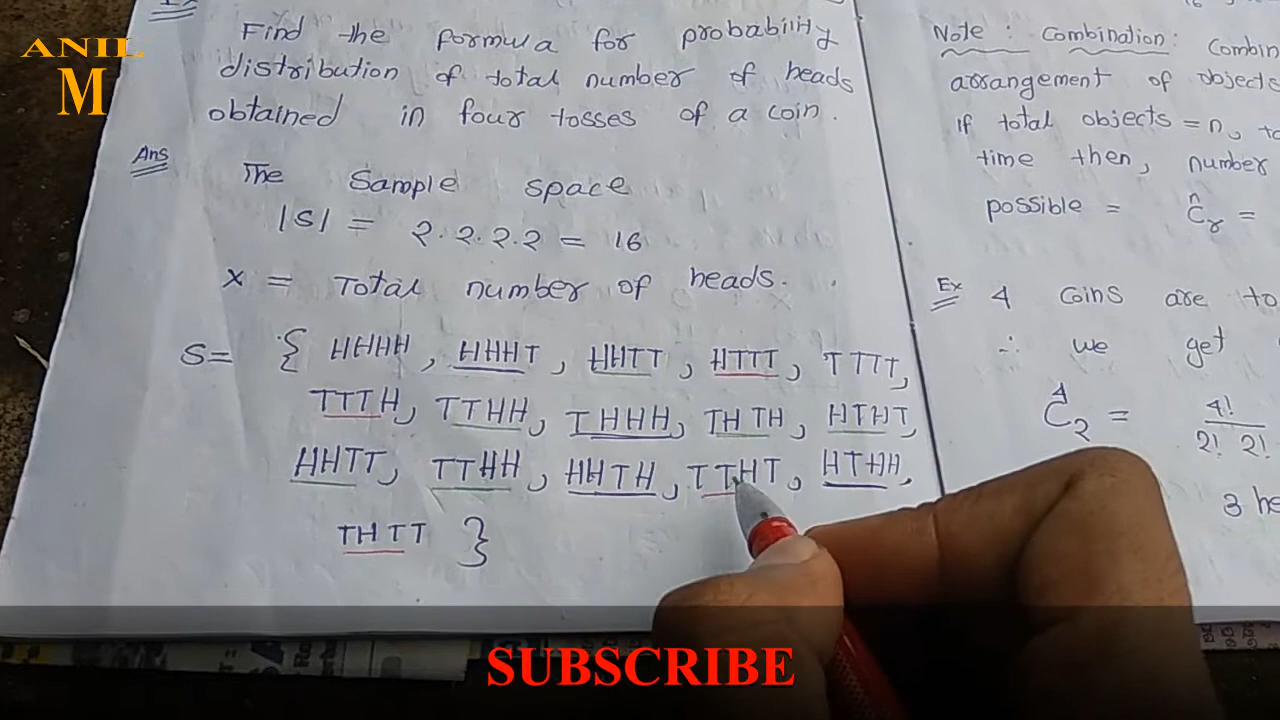 ANIL
M
Find the formula for probability
distribution of total number of heads
obtained in four tosses of a coin.
Ans
The Sample space
|S| = 2.2.2.2 = 16
X = Total number of heads.
S= { HHHH, HHHT, HHTT, HTTT, TTTT,
TTTH, TTHH, THHH, THTH, HTHT,
HHTT, TTHH, HHTH, TTHT, HTHH,
THTT }
Note: Combination: Combin
arrangement of objects
If total objects = n, ta
time then, number
possible = nCr =
Ex 4 coins are to
∴ we get
4C2 = 4! / 2! 2!
3 he
SUBSCRIBE